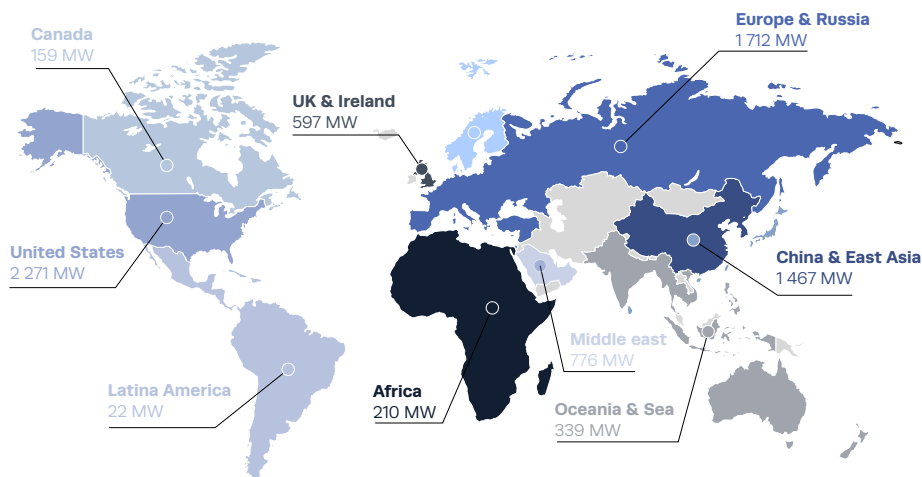 Europe & Russia
1 712 MW
Canada
159 MW
UK & Ireland
597 MW
United States
2 271 MW
China & East Asia
1 467 MW
Middle east
776 MW
Latina America
22 MW
Africa
210 MW
Oceania & Sea
339 MW